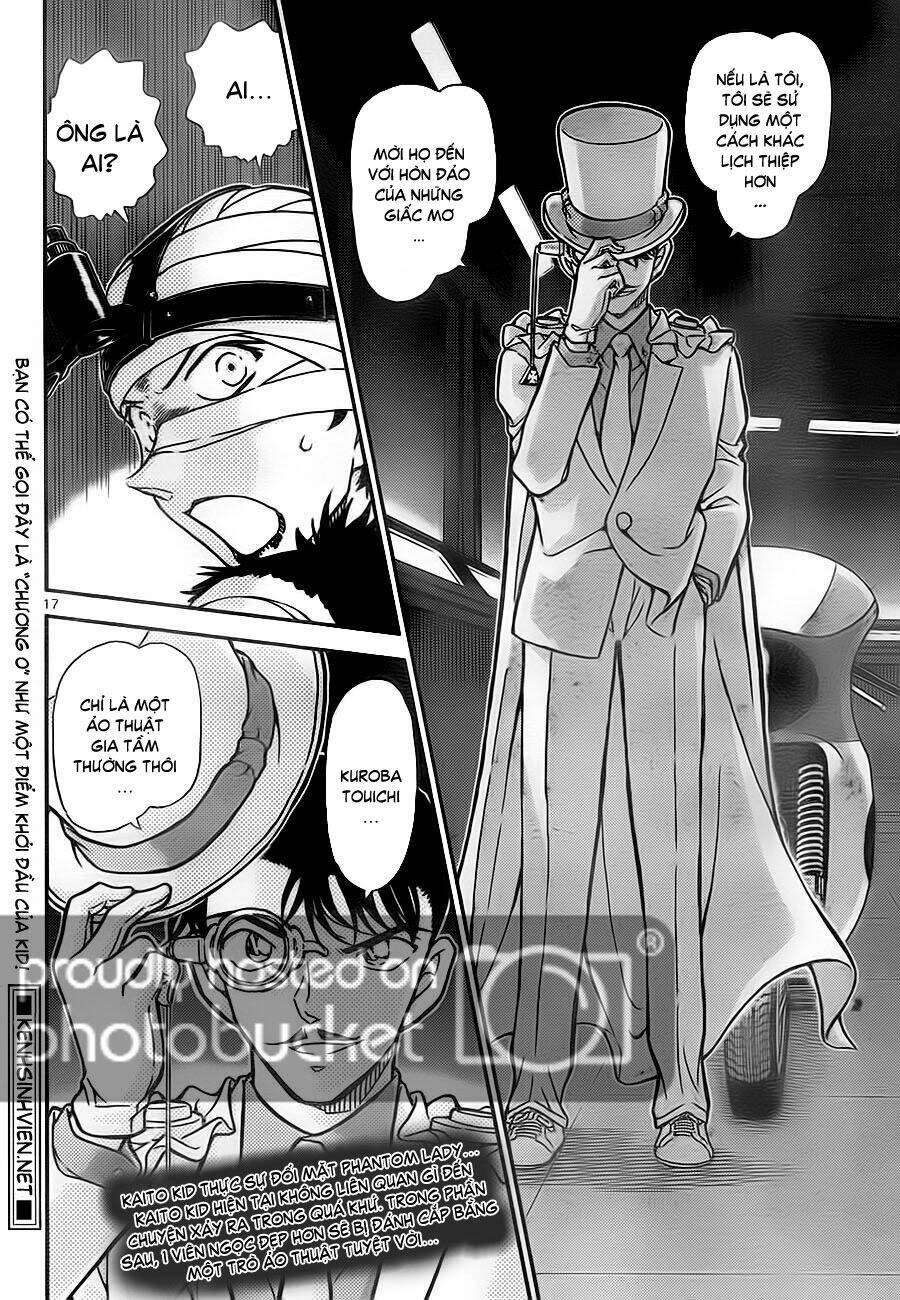 NẾU LÀ TÔI,
TÔI SẼ SỬ
DỤNG MỘT
CÁCH KHÁC
LỊCH THIỆP
HƠN
...
MỜI HỌ ĐẾN
VỚI HÒN ĐẢO
CỦA NHỮNG
GIẤC MƠ
...
AI...
ÔNG LÀ
AI?
17
CHỈ LÀ MỘT
ÁO THUẬT
GIA TẦM
THƯỜNG THÔI
...
KUROBA
TOUICHI
...
KAITO KID THỰC SỰ ĐỐI MẶT PHANTOM LADY...
KAITO KID HIỆN TẠI KHÔNG LIÊN QUAN GÌ ĐẾN
CHUYỆN XẢY RA TRONG QUÁ KHỨ. TRONG PHẦN
SAU, 1 VIÊN NGỌC ĐẸP HƠN SẼ BỊ ĐÁNH CẮP BẰNG
MỘT TRÒ ÁO THUẬT TUYỆT VỜI...
BẠN CÓ THỂ GỌI ĐÂY LÀ "CHƯƠNG 0" NHƯ MỘT ĐIỂM KHỞI ĐẦU CỦA KID!
KENHSINHVIEN.NET
proudly hosted on
photobucket
®